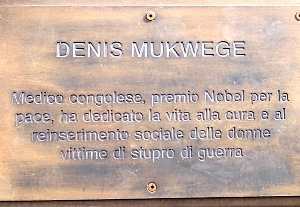 DENIS MUKWEGE
Medico congolese, premio Nobel per la
pace, ha dedicato la vita alla cura e al
reinserimento sociale delle donne
vittime di stupro di guerra